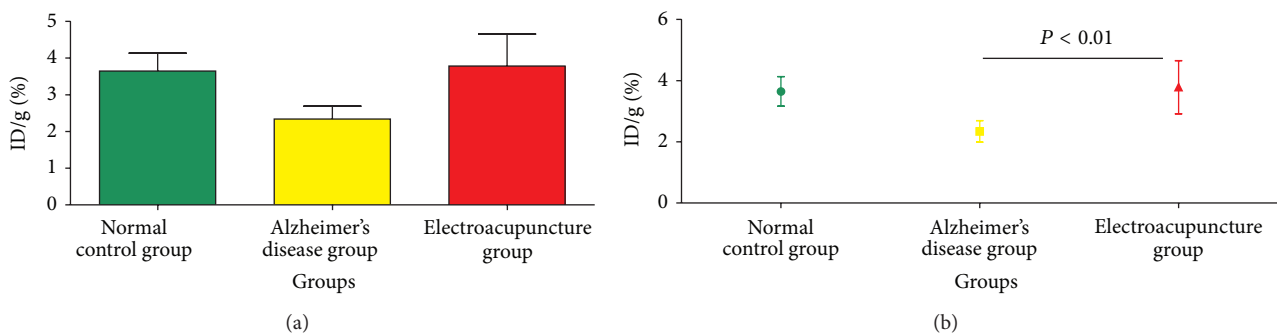 5
4
3
2
1
0
ID/g (%)
Normal
control group
Alzheimer's
disease group
Electroacupuncture
group
Groups
(a)
6
4
2
0
ID/g (%)
P < 0.01
Normal
control group
Alzheimer's
disease group
Electroacupuncture
group
Groups
(b)